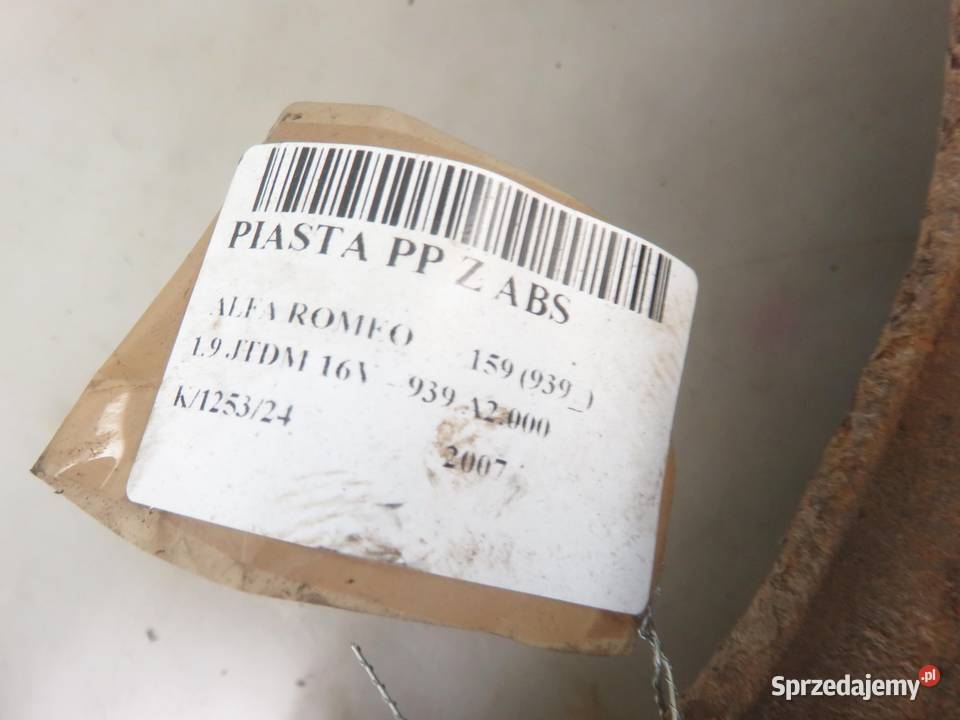 PIASTA PP Z ABS
ALFA ROMEO 159 (939_)
1.9 JTDM 16V - 939 A2.000
K/1253/24 2007
Sprzedajemy.pl